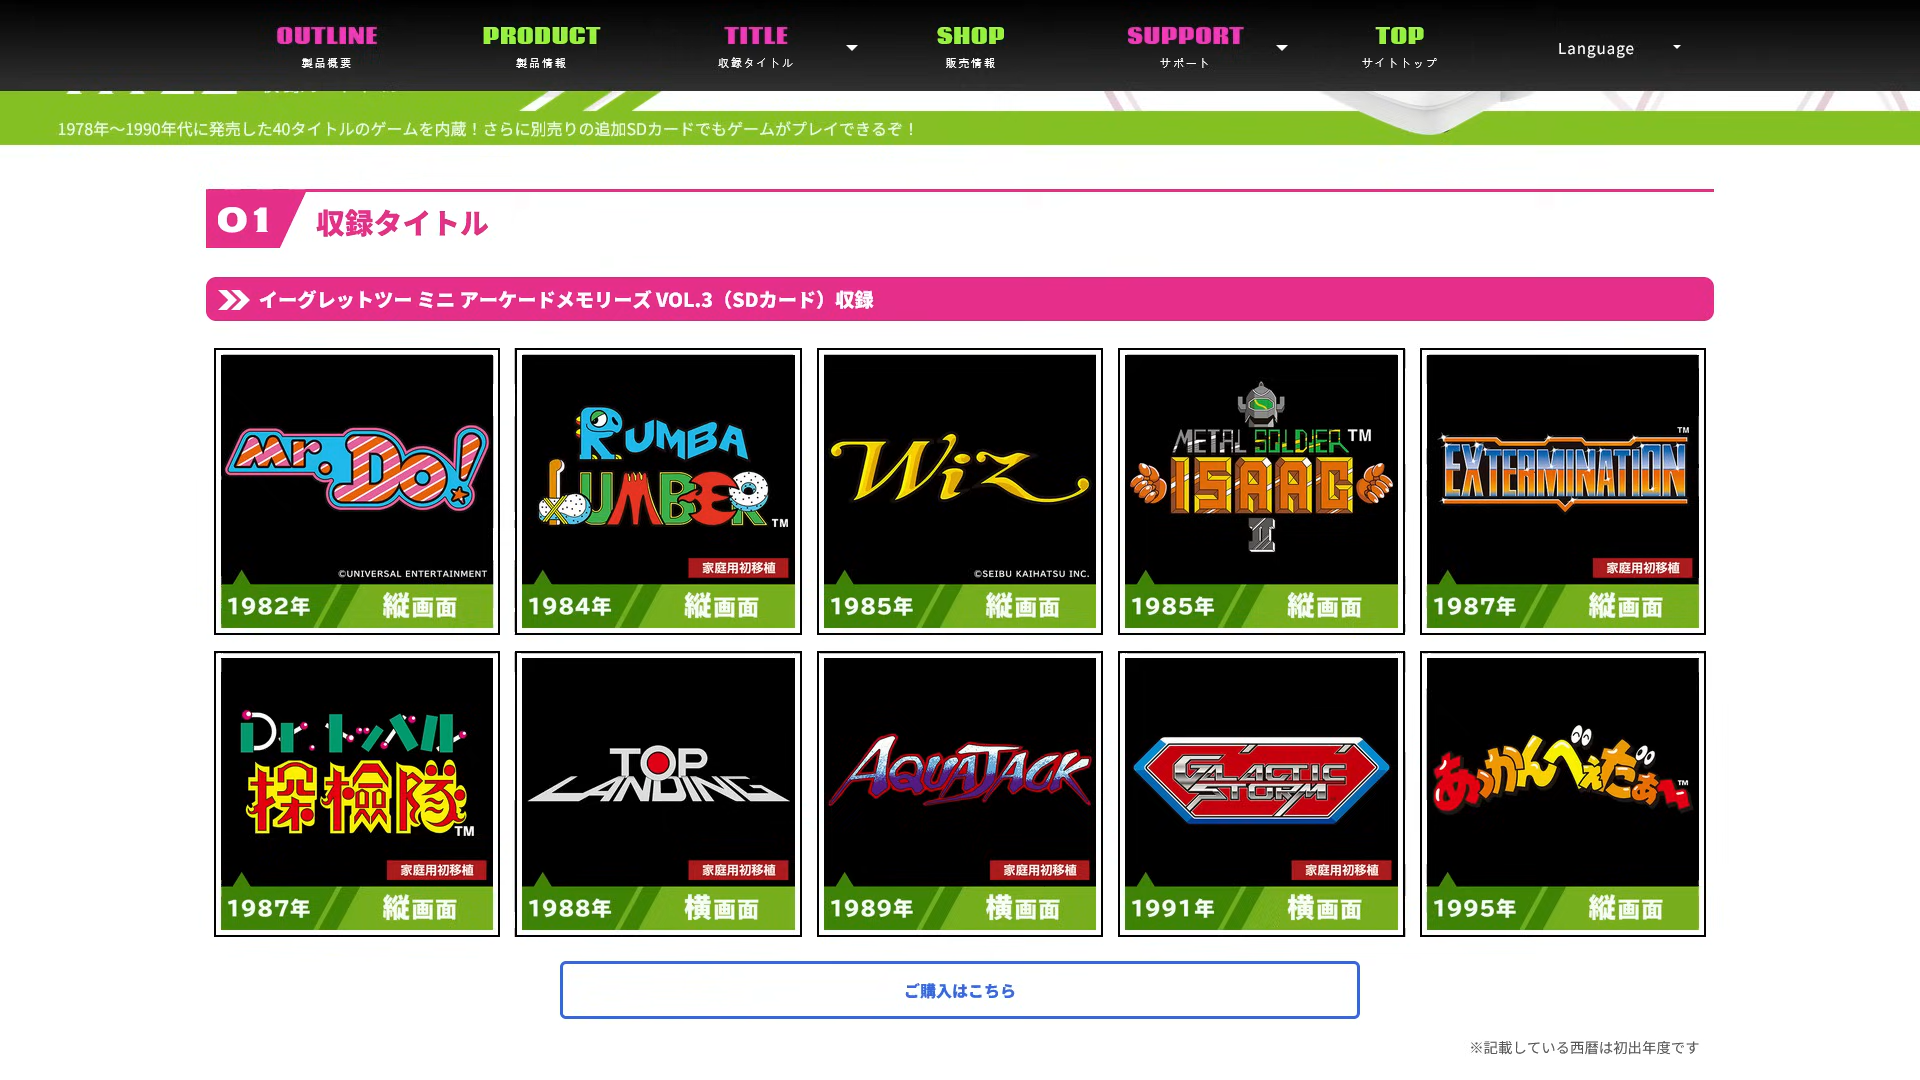 OUTLINE
製品概要
PRODUCT
製品情報
TITLE
収録タイトル
SHOP
販売情報
SUPPORT
サポート
TOP
サイトトップ
Language
1978年～1990年代に発売した40タイトルのゲームを内蔵！さらに別売りの追加SDカードでもゲームがプレイできるぞ！
01 収録タイトル
イーグレットツー ミニ アーケードメモリーズ VOL.3（SDカード）収録
Mr. Do!
©UNIVERSAL ENTERTAINMENT
1982年 縦画面
RUMBA
LUMBER™
家庭用初移植
1984年 縦画面
Wiz
©SEIBU KAIHATSU INC.
1985年 縦画面
METAL SOLDIER™
ISAAC
II
1985年 縦画面
EXTERMINATION™
家庭用初移植
1987年 縦画面
Dr.トッペル
探検隊™
家庭用初移植
1987年 縦画面
TOP
LANDING
家庭用初移植
1988年 横画面
AQUAJACK
家庭用初移植
1989年 横画面
GALACTIC
STORM
家庭用初移植
1991年 横画面
あっかんべぇだぁ～™
1995年 縦画面
ご購入はこちら
※記載している西暦は初出年度です